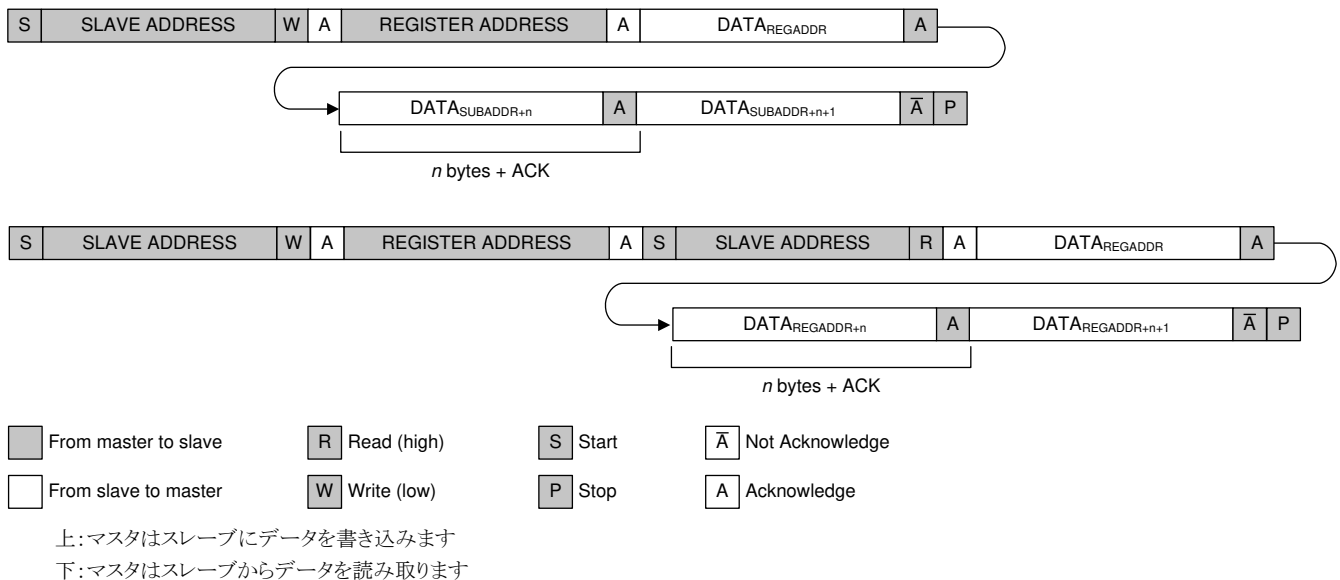 S SLAVE ADDRESS W A REGISTER ADDRESS A DATAREGADDR A
DATASUBADDR+n A DATASUBADDR+n+1 A̅ P
n bytes + ACK
S SLAVE ADDRESS W A REGISTER ADDRESS A S SLAVE ADDRESS R A DATAREGADDR A
DATAREGADDR+n A DATAREGADDR+n+1 A̅ P
n bytes + ACK
From master to slave R Read (high) S Start A̅ Not Acknowledge
From slave to master W Write (low) P Stop A Acknowledge
上:マスタはスレーブにデータを書き込みます
下:マスタはスレーブからデータを読み取ります